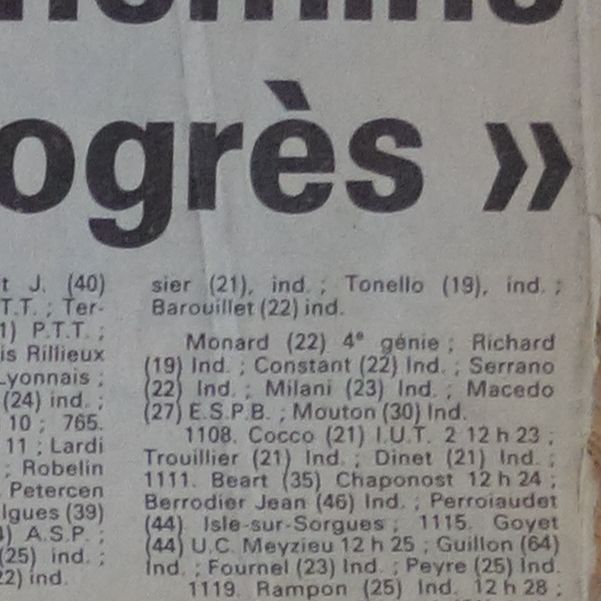 ogrès »
t J. (40)
T.T. ; Ter-
1) P.T.T. ;
is Rillieux
Lyonnais ;
(24) ind. ;
10 ; 765.
11 ; Lardi
; Robelin
Petercen
lgues (39)
4) A.S.P. ;
(25) ind. ;
22) ind.
sier (21), ind. ; Tonello (19), ind. ;
Barouillet (22) ind.
Monard (22) 4e génie ; Richard
(19) Ind. ; Constant (22) Ind. ; Serrano
(22) Ind. ; Milani (23) Ind. ; Macedo
(27) E.S.P.B. ; Mouton (30) Ind.
1108. Cocco (21) I.U.T. 2 12 h 23 ;
Trouillier (21) Ind. ; Dinet (21) Ind. ;
1111. Beart (35) Chaponost 12 h 24 ;
Berrodier Jean (46) Ind. ; Perroiaudet
(44) Isle-sur-Sorgues ; 1115. Goyet
(44) U.C. Meyzieu 12 h 25 ; Guillon (64)
Ind. ; Fournel (23) Ind. ; Peyre (25) Ind.
1119. Rampon (25) Ind. 12 h 28 ;